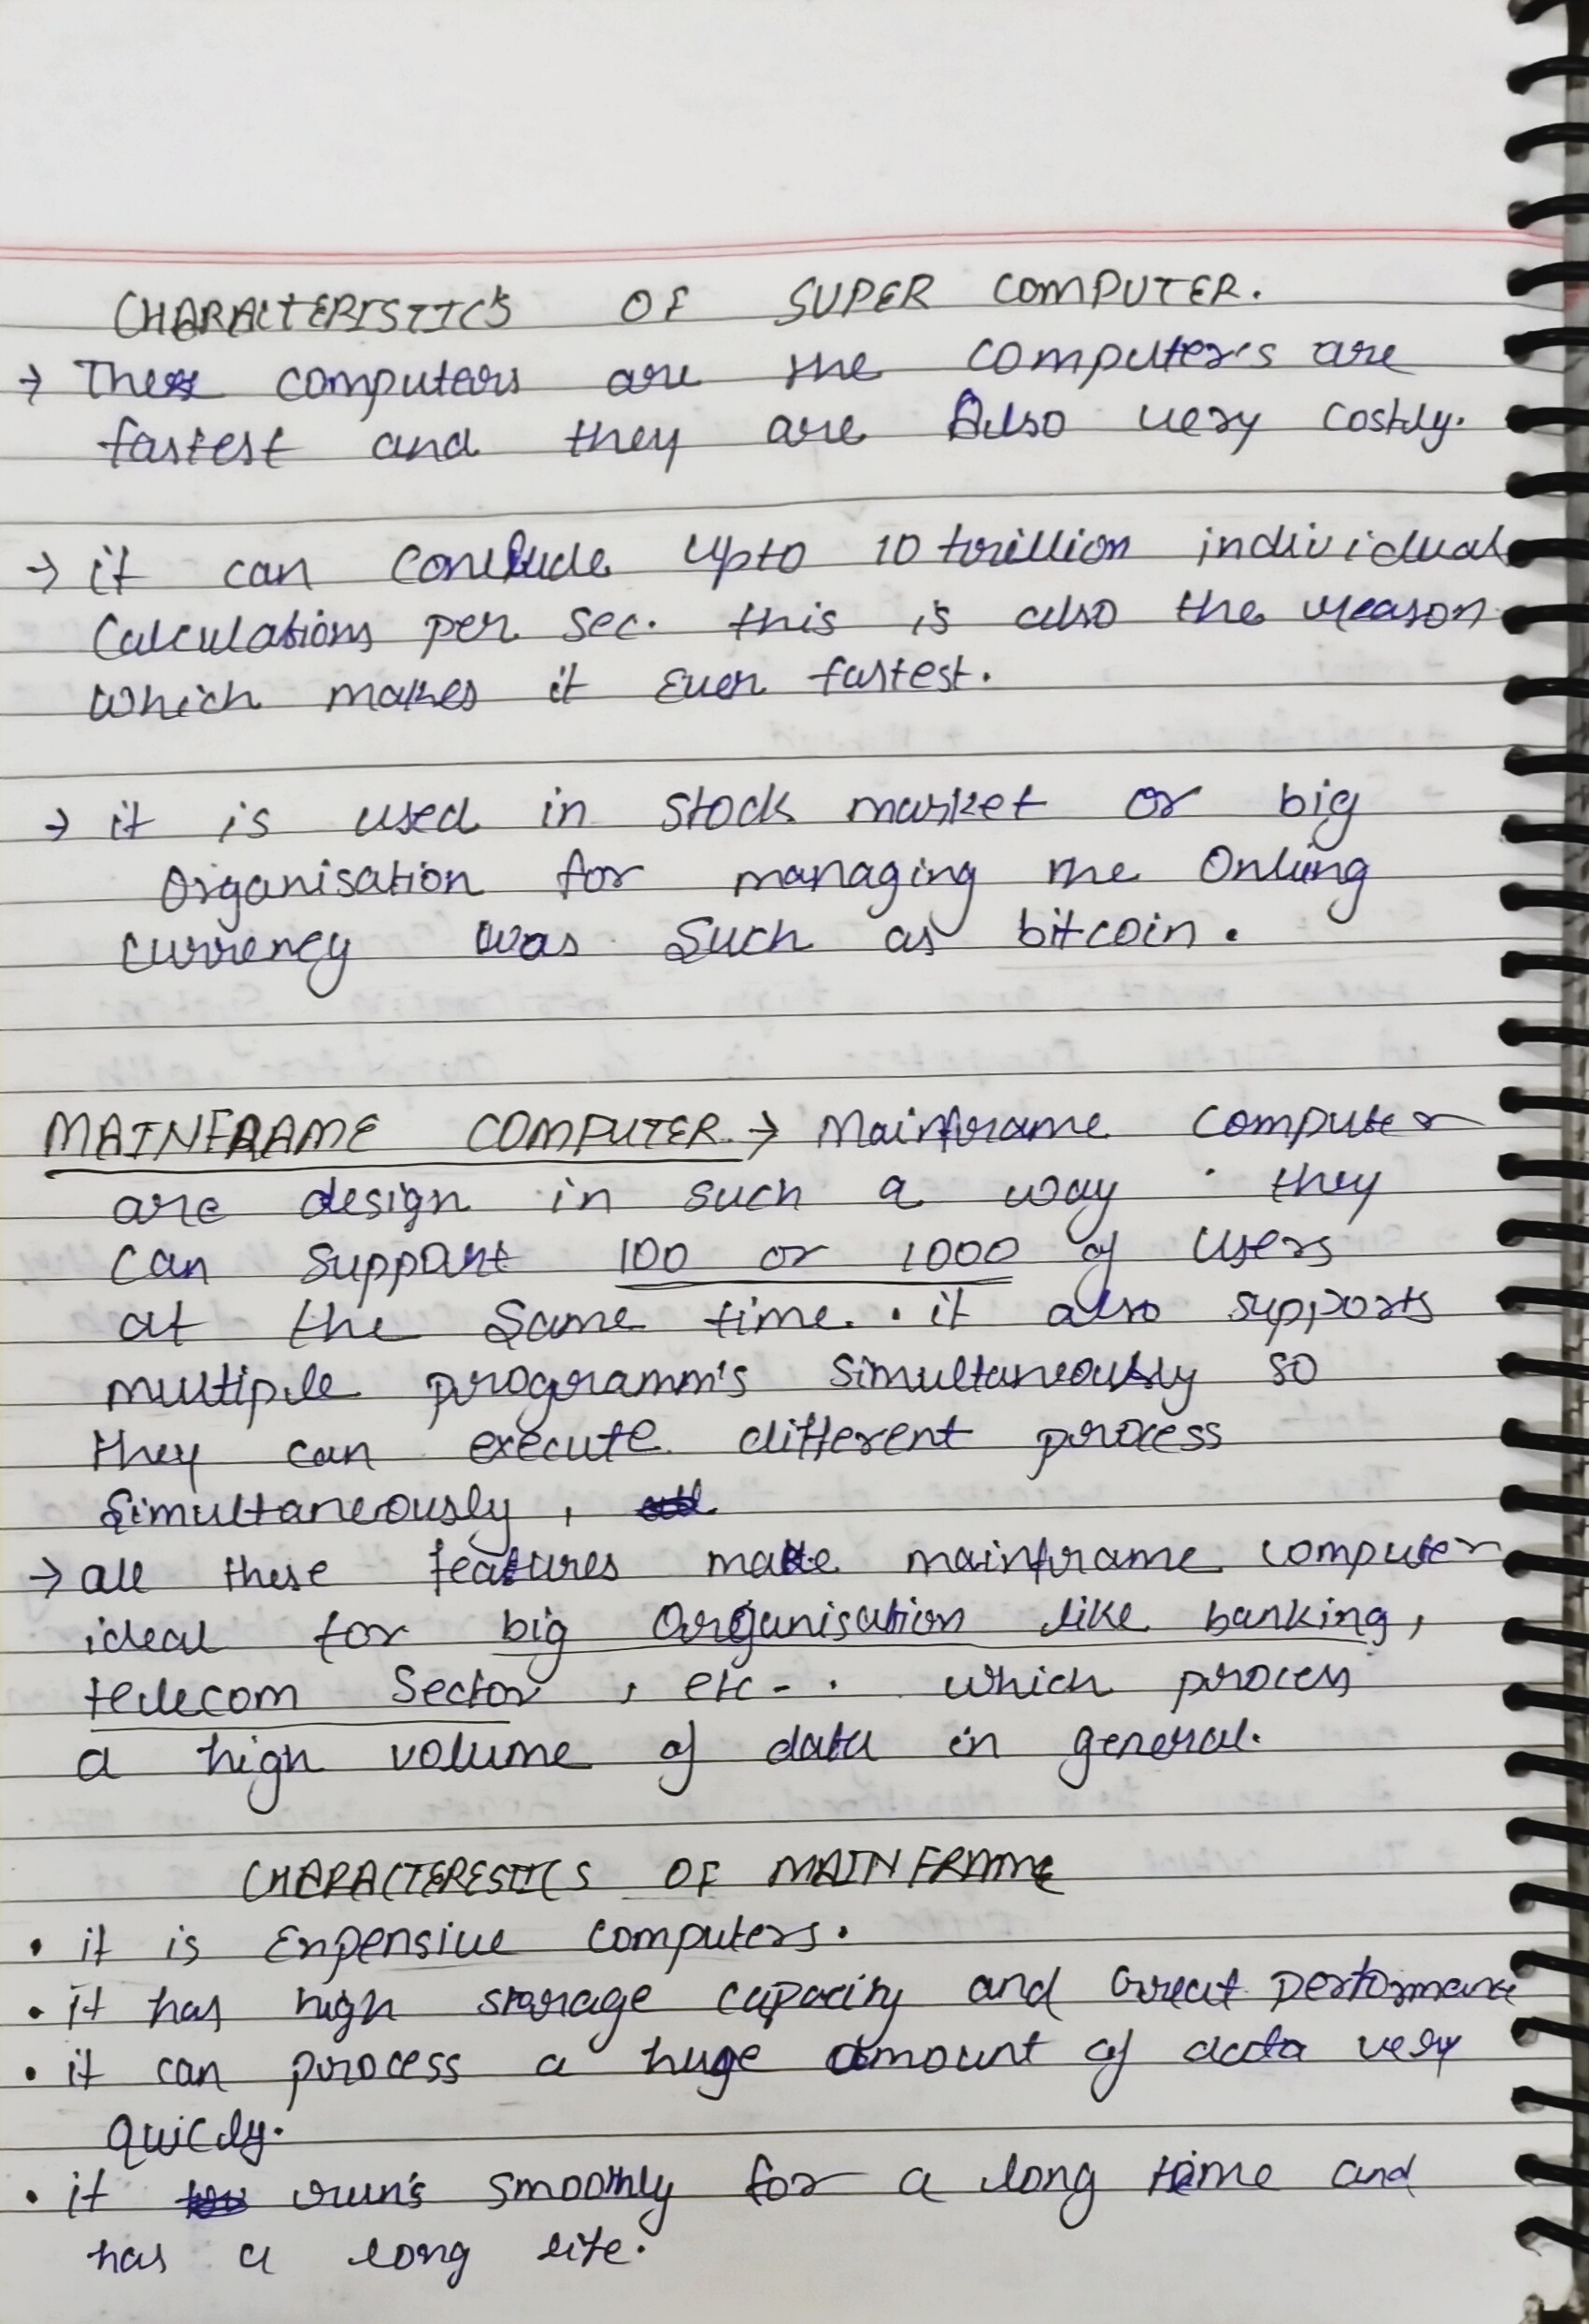 CHARACTERISTICS OF SUPER COMPUTER.
→ These computers are the computer's are
fastest and they are Also very costly.
→ it can conclude upto 10 trillion individual
Calculations per sec. this is also the reason
which makes it even fastest.
→ it is used in stock market or big
Organisation for managing the
currency was such as bitcoin.
MAINFRAME COMPUTER → Mainframe computer
are design in such a way they
can support 100 or 1000 of users
at the same time. it also supports
multiple programm's simultaneously so
they can execute different process
simultanerously,
→ all these features make mainframe computer
ideal for big Organisation like banking,
telecom Sector, etc-. which process
a high volume of data in general.
CHARACTERESTICS OF MAINFRAME
• it is Expensive computers.
• it has high storage capacity and Great performance
• it can process a huge amount of data very
quicly.
• it run's smoothly for a long time and
has a long life.